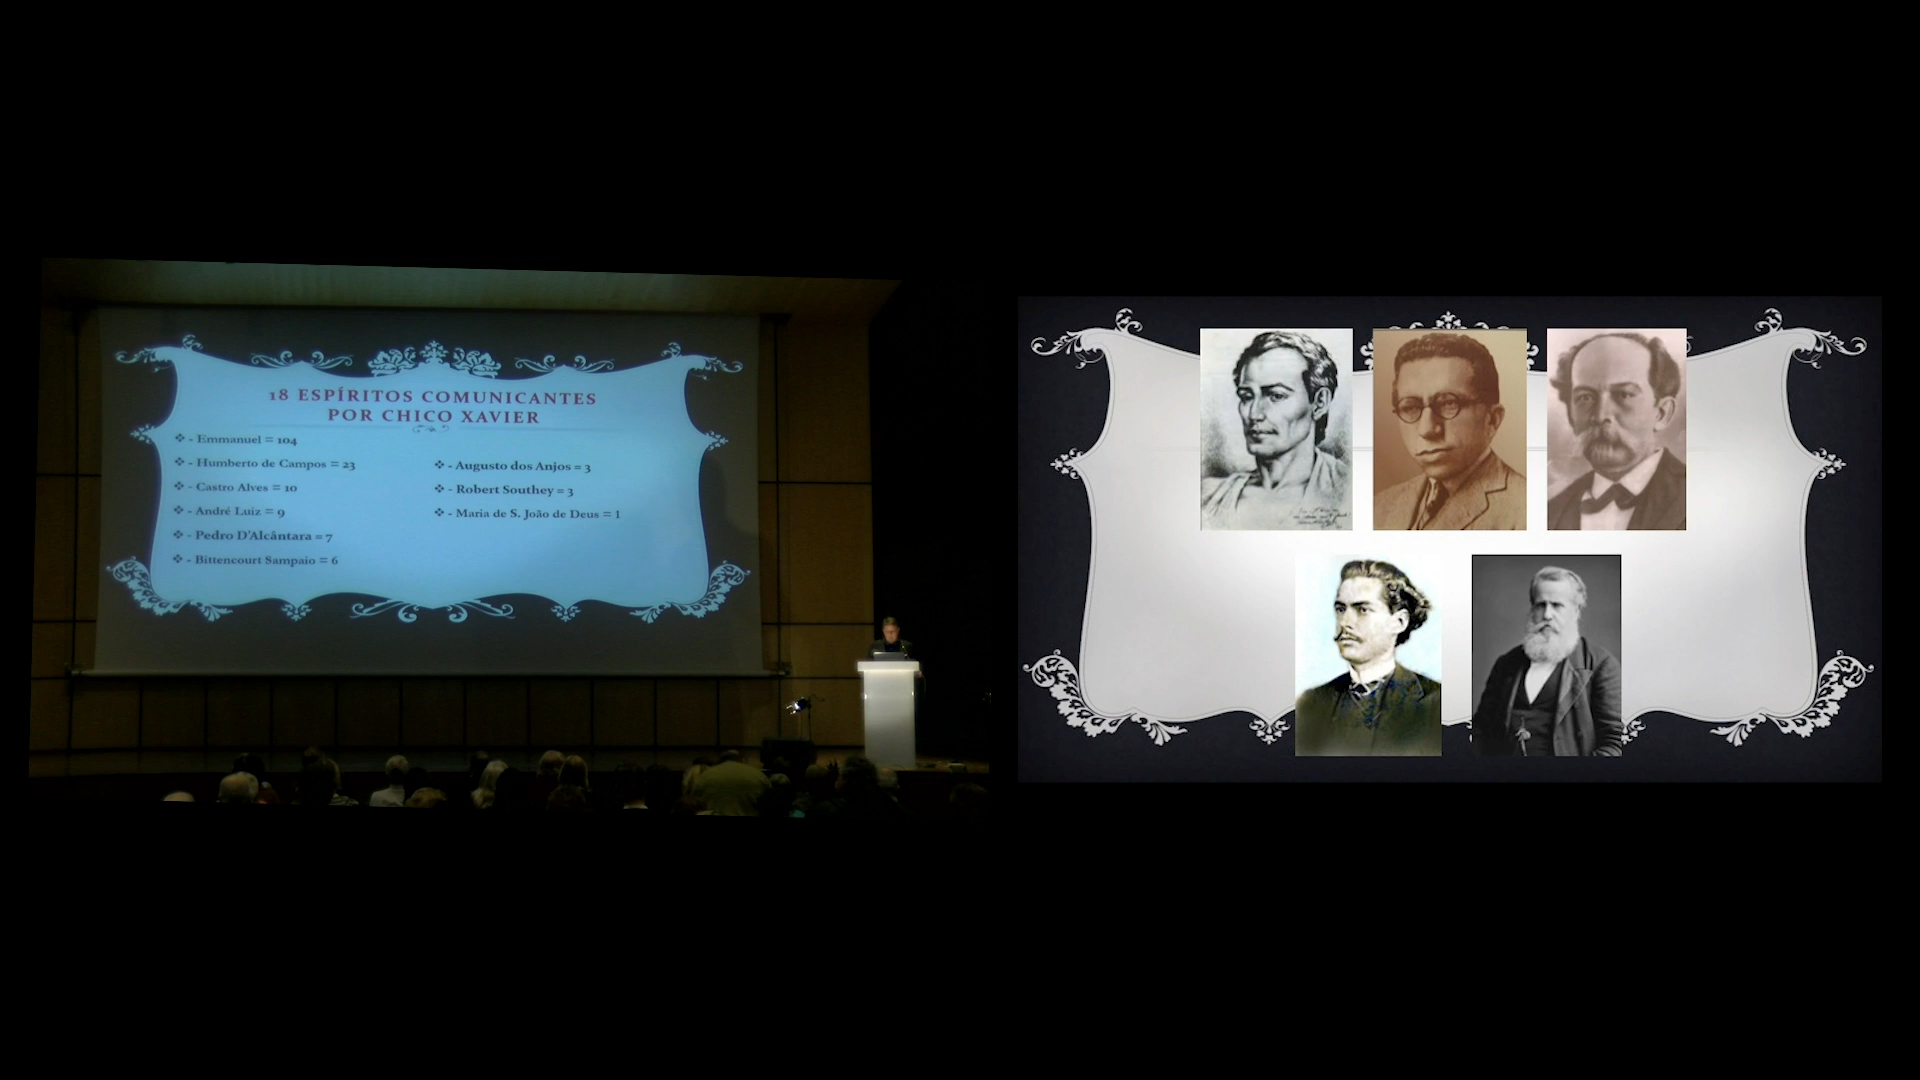 18 ESPÍRITOS COMUNICANTES
POR CHICO XAVIER
❖ - Emmanuel = 104
❖ - Humberto de Campos = 23
❖ - Castro Alves = 10
❖ - André Luiz = 9
❖ - Pedro D'Alcântara = 7
❖ - Bittencourt Sampaio = 6
❖ - Augusto dos Anjos = 3
❖ - Robert Southey = 3
❖ - Maria de S. João de Deus = 1